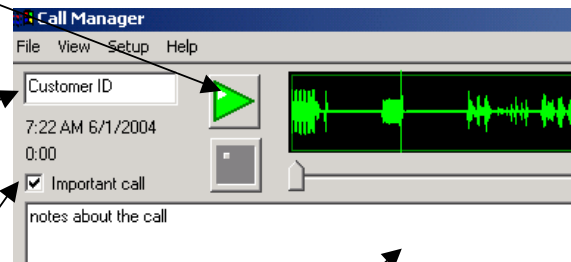 Call Manager
File View Setup Help
Customer ID
7:22 AM 6/1/2004
0:00
Important call
notes about the call